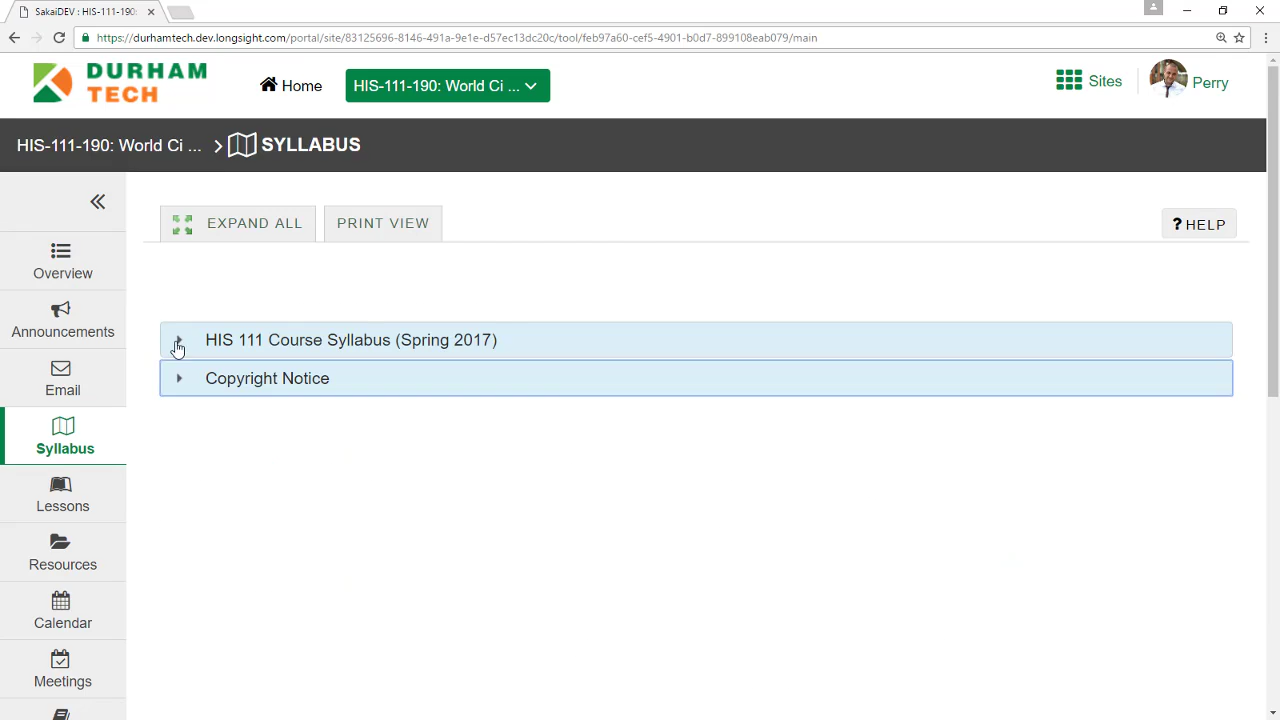 SakaiDEV : HIS-111-190:
https://durhamtech.dev.longsight.com/portal/site/83125696-8146-491a-9e1e-d57ec13dc20c/tool/feb97a60-cef5-4901-b0d7-899108eab079/main
DURHAM
TECH
Home
HIS-111-190: World Ci ...
Sites
Perry
HIS-111-190: World Ci ...
SYLLABUS
EXPAND ALL
PRINT VIEW
? HELP
Overview
Announcements
Email
Syllabus
Lessons
Resources
Calendar
Meetings
HIS 111 Course Syllabus (Spring 2017)
Copyright Notice